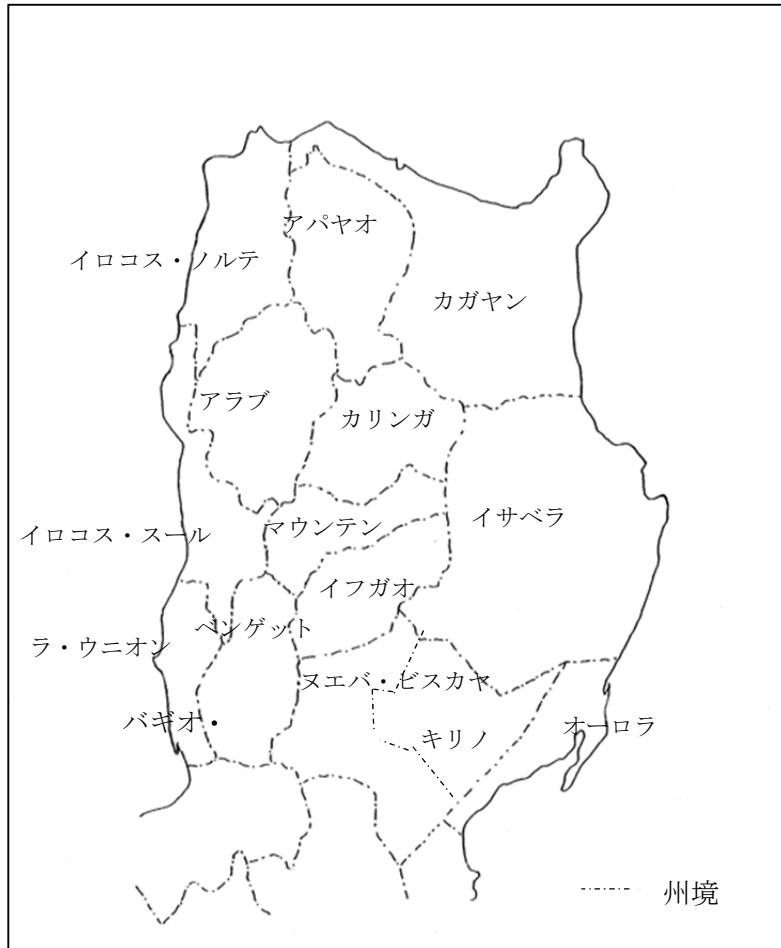 アパヤオ
イロコス・ノルテ
カガヤン
アラブ
カリンガ
イサベラ
マウンテン
イロコス・スール
イフガオ
ベンゲット
ラ・ウニオン
ヌエバ・ビスカヤ
バギオ・
オーロラ
キリノ
州境